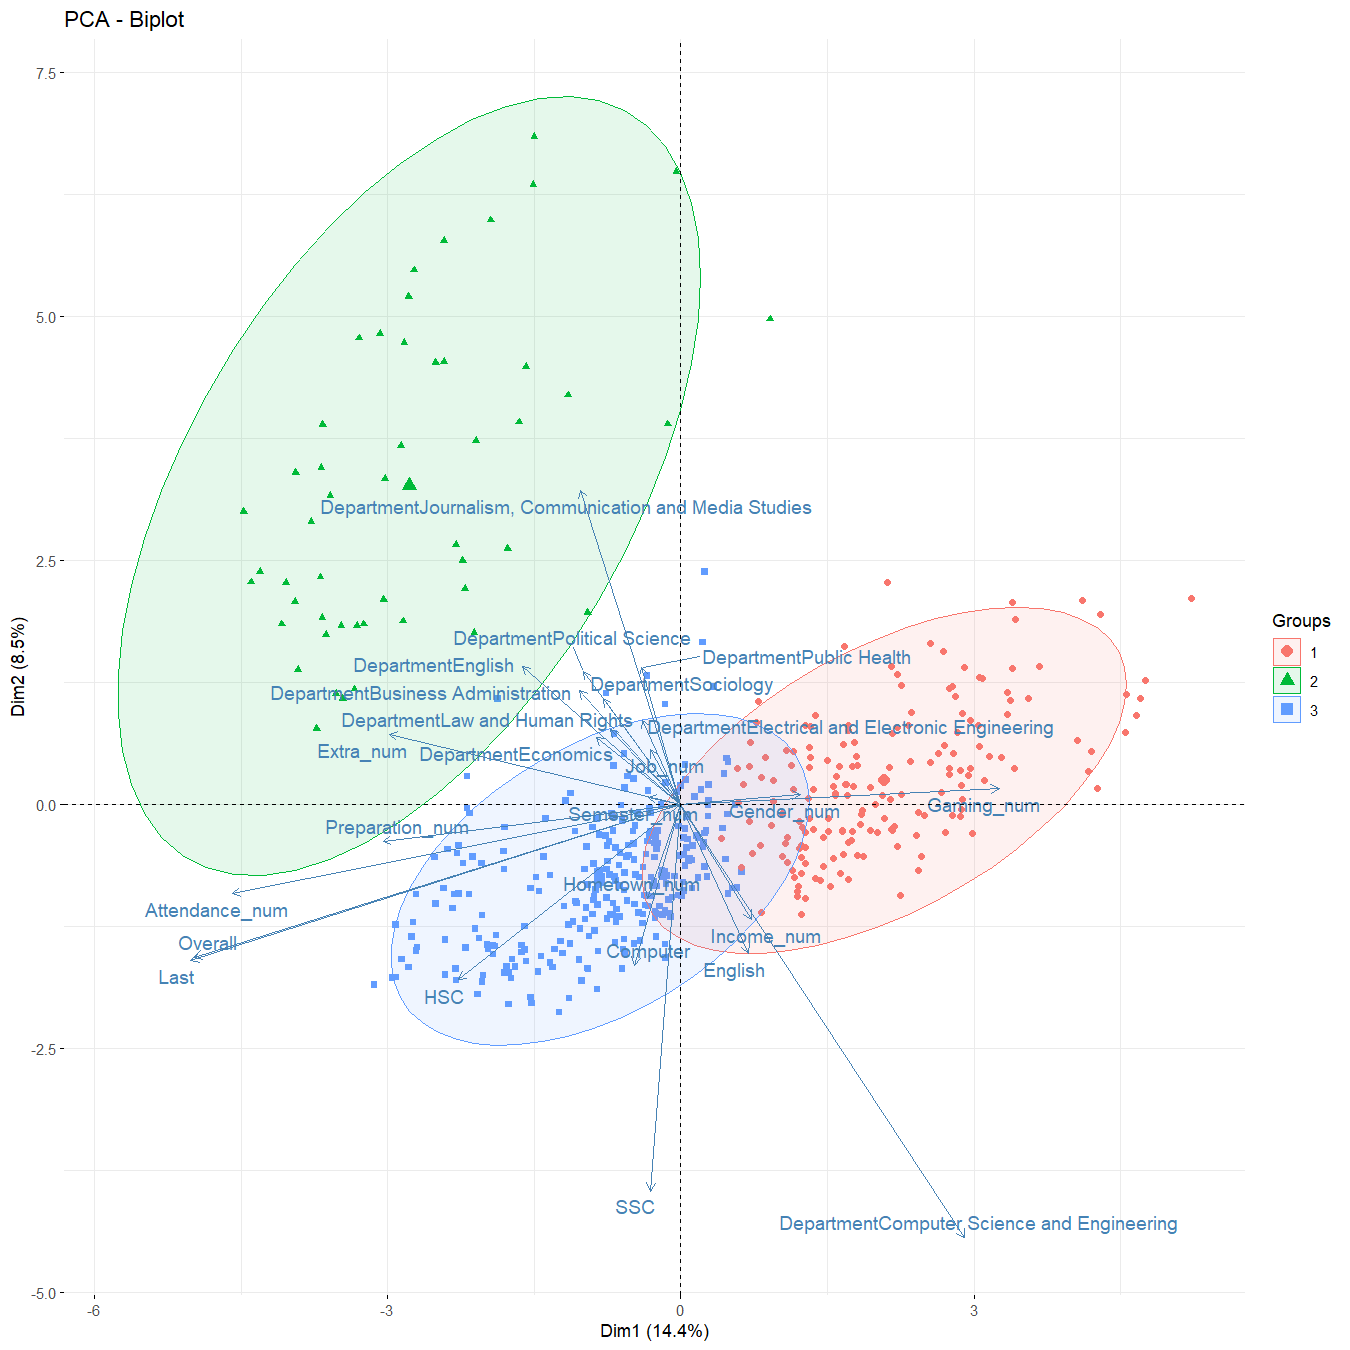 PCA - Biplot
7.5
5.0
2.5
0.0
-2.5
-5.0
Dim2 (8.5%)
DepartmentJournalism, Communication and Media Studies
DepartmentPolitical Science
DepartmentPublic Health
DepartmentEnglish
DepartmentSociology
DepartmentBusiness Administration
DepartmentLaw and Human Rights
DepartmentElectrical and Electronic Engineering
Extra_num
DepartmentEconomics
Job_num
Gaming_num
Semester_num
Gender_num
Preparation_num
Hometown_num
Attendance_num
Income_num
Overall
Computer
Last
English
HSC
SSC
DepartmentComputer Science and Engineering
-6
-3
0
3
Dim1 (14.4%)
Groups
1
2
3